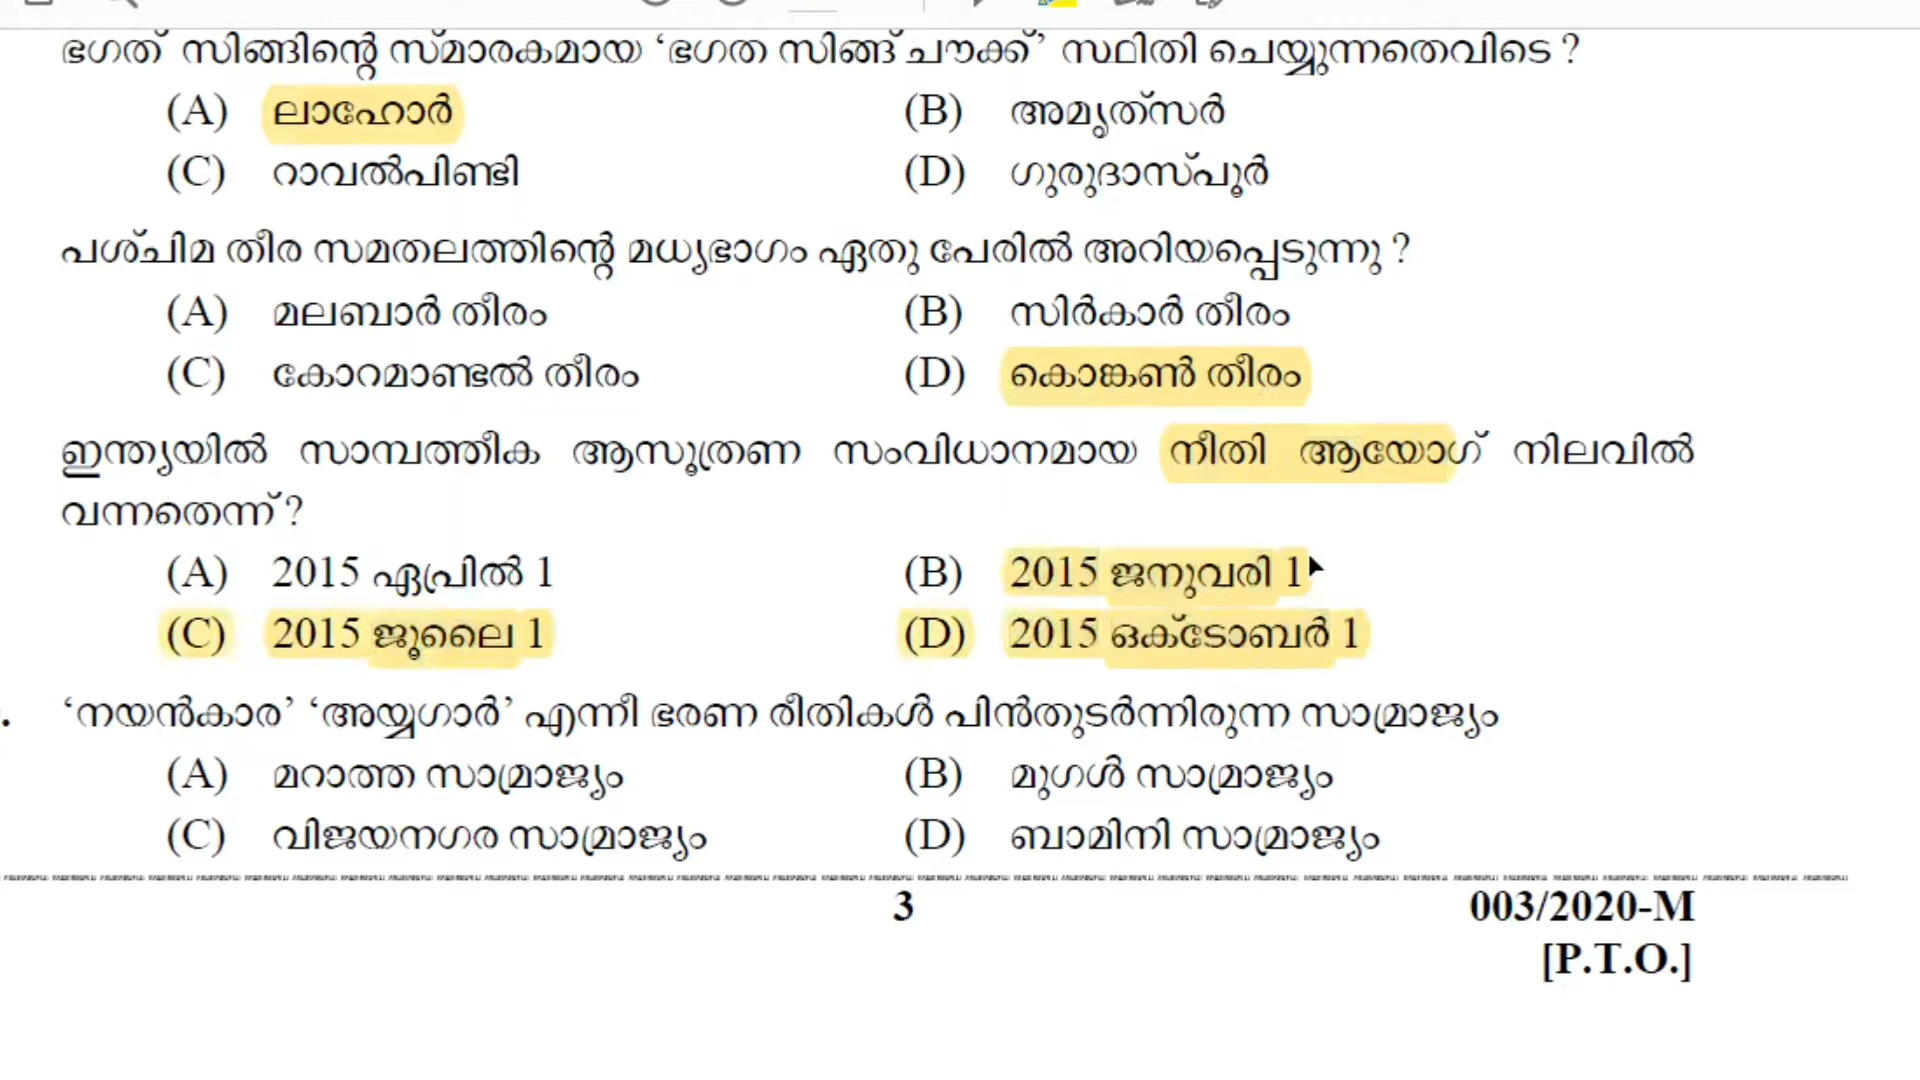 ഭഗത് സിങ്ങിന്റെ സ്മാരകമായ ‘ഭഗത സിങ്ങ് ചൗക്ക്’ സ്ഥിതി ചെയ്യുന്നതെവിടെ ?
(A) ലാഹോർ (B) അമൃത്സർ
(C) റാവൽപിണ്ടി (D) ഗുരുദാസ്പൂർ
പശ്ചിമ തീര സമതലത്തിന്റെ മധ്യഭാഗം ഏതു പേരിൽ അറിയപ്പെടുന്നു ?
(A) മലബാർ തീരം (B) സിർകാർ തീരം
(C) കോറമാണ്ടൽ തീരം (D) കൊങ്കൺ തീരം
ഇന്ത്യയിൽ സാമ്പത്തീക ആസൂത്രണ സംവിധാനമായ നീതി ആയോഗ് നിലവിൽ
വന്നതെന്ന് ?
(A) 2015 ഏപ്രിൽ 1 (B) 2015 ജനുവരി 1
(C) 2015 ജൂലൈ 1 (D) 2015 ഒക്ടോബർ 1
‘നയൻകാര’ ‘അയ്യഗാർ’ എന്നീ ഭരണ രീതികൾ പിൻതുടർന്നിരുന്ന സാമ്രാജ്യം
(A) മറാത്ത സാമ്രാജ്യം (B) മുഗൾ സാമ്രാജ്യം
(C) വിജയനഗര സാമ്രാജ്യം (D) ബാമിനി സാമ്രാജ്യം
3 003/2020-M
[P.T.O.]